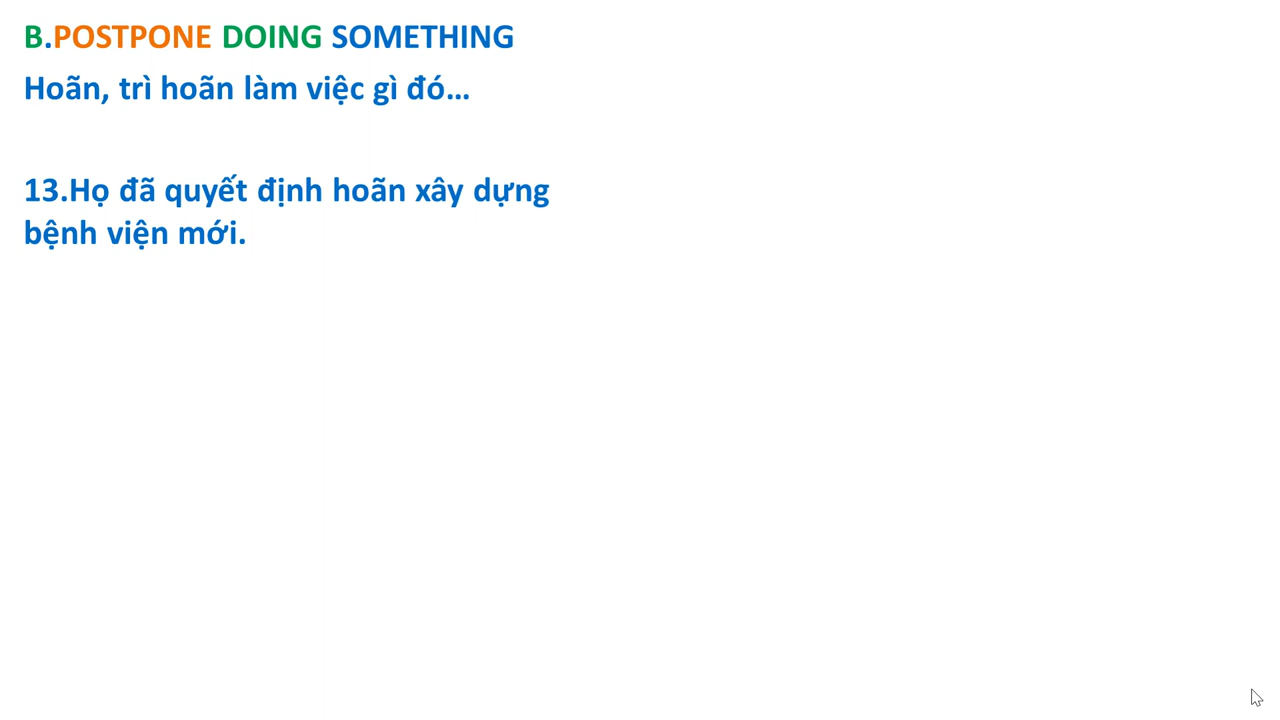 B.POSTPONE DOING SOMETHING
Hoãn, trì hoãn làm việc gì đó...
13.Họ đã quyết định hoãn xây dựng
bệnh viện mới.